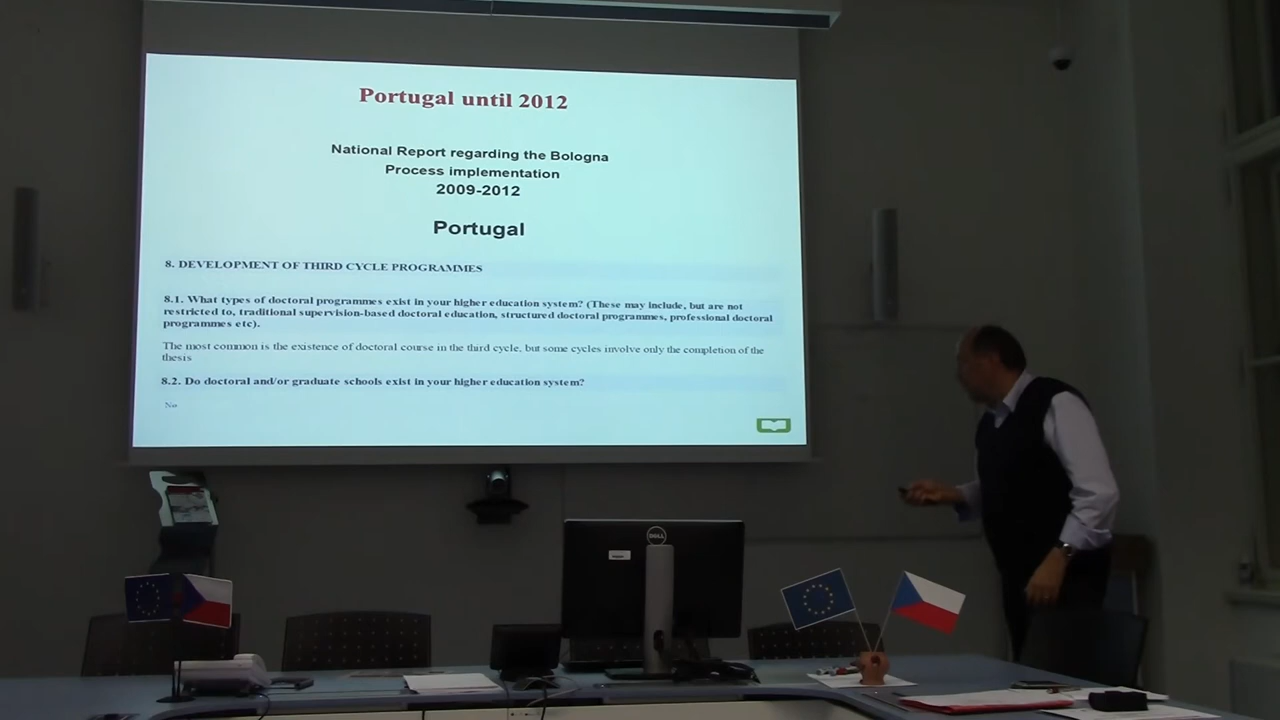 Portugal until 2012
National Report regarding the Bologna
Process implementation
2009-2012
Portugal
8. DEVELOPMENT OF THIRD CYCLE PROGRAMMES
8.1. What types of doctoral programmes exist in your higher education system? (These may include, but are not
restricted to, traditional supervision-based doctoral education, structured doctoral programmes, professional doctoral
programmes etc).
The most common is the existence of doctoral course in the third cycle, but some cycles involve only the completion of the
thesis
8.2. Do doctoral and/or graduate schools exist in your higher education system?
No
DELL